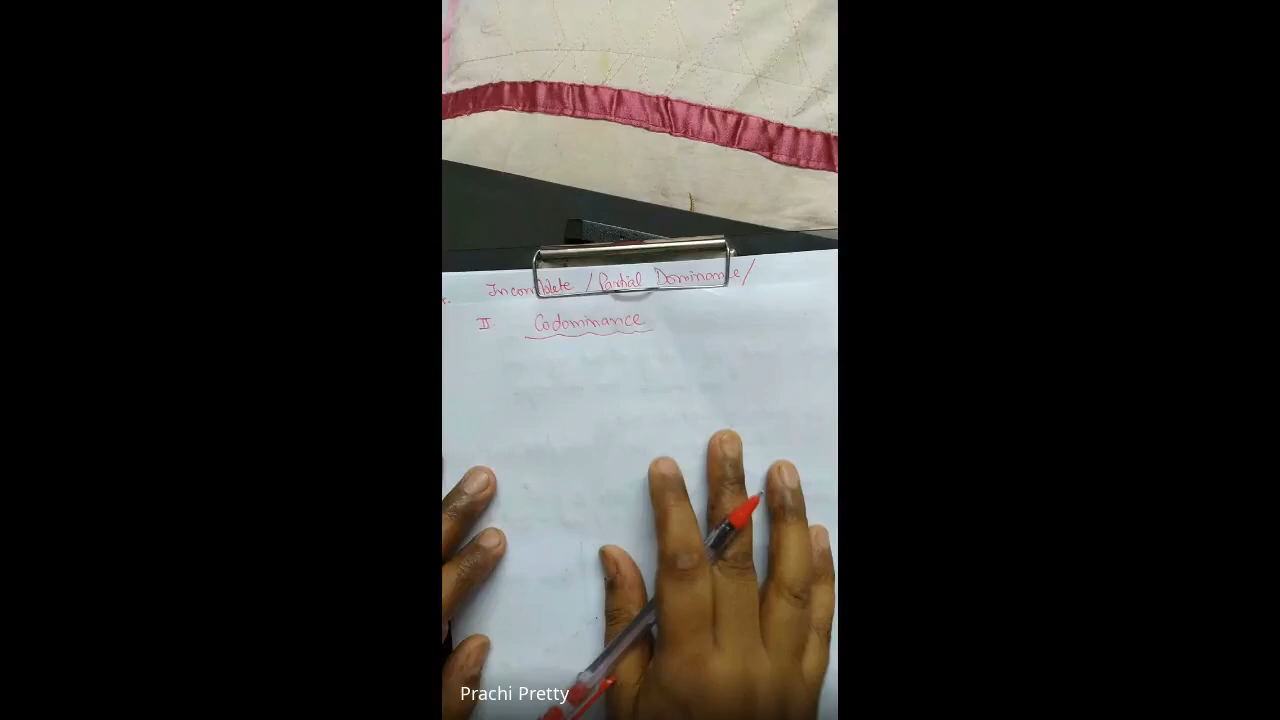 Incomplete / Partial Dominance /
II Codominance
Prachi Pretty